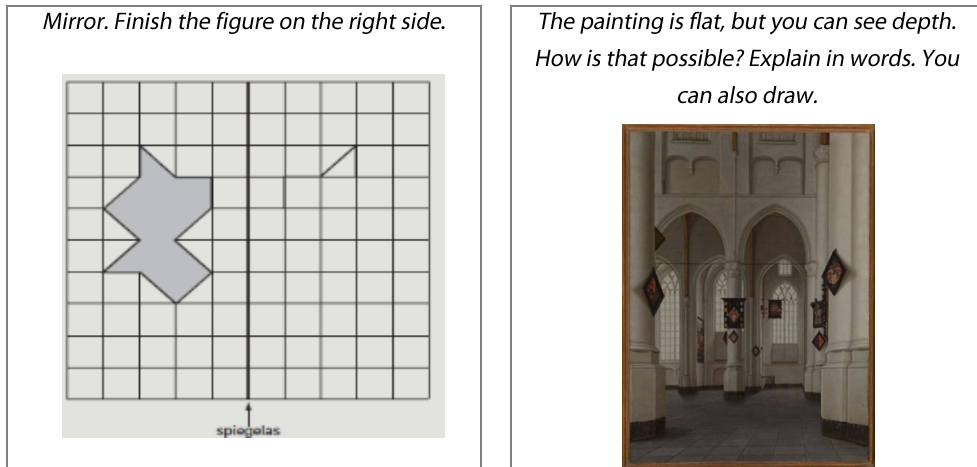 Mirror. Finish the figure on the right side.
spiegelas
The painting is flat, but you can see depth.
How is that possible? Explain in words. You
can also draw.